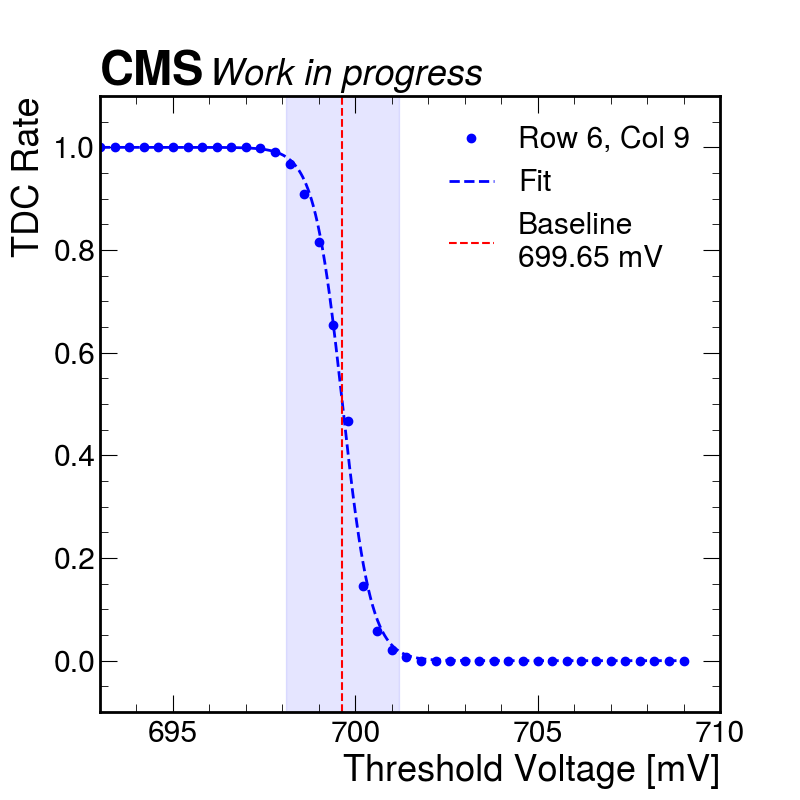 CMS Work in progress
TDC Rate
1.0
0.8
0.6
0.4
0.2
0.0
Row 6, Col 9
Fit
Baseline
699.65 mV
695 700 705 710
Threshold Voltage [mV]